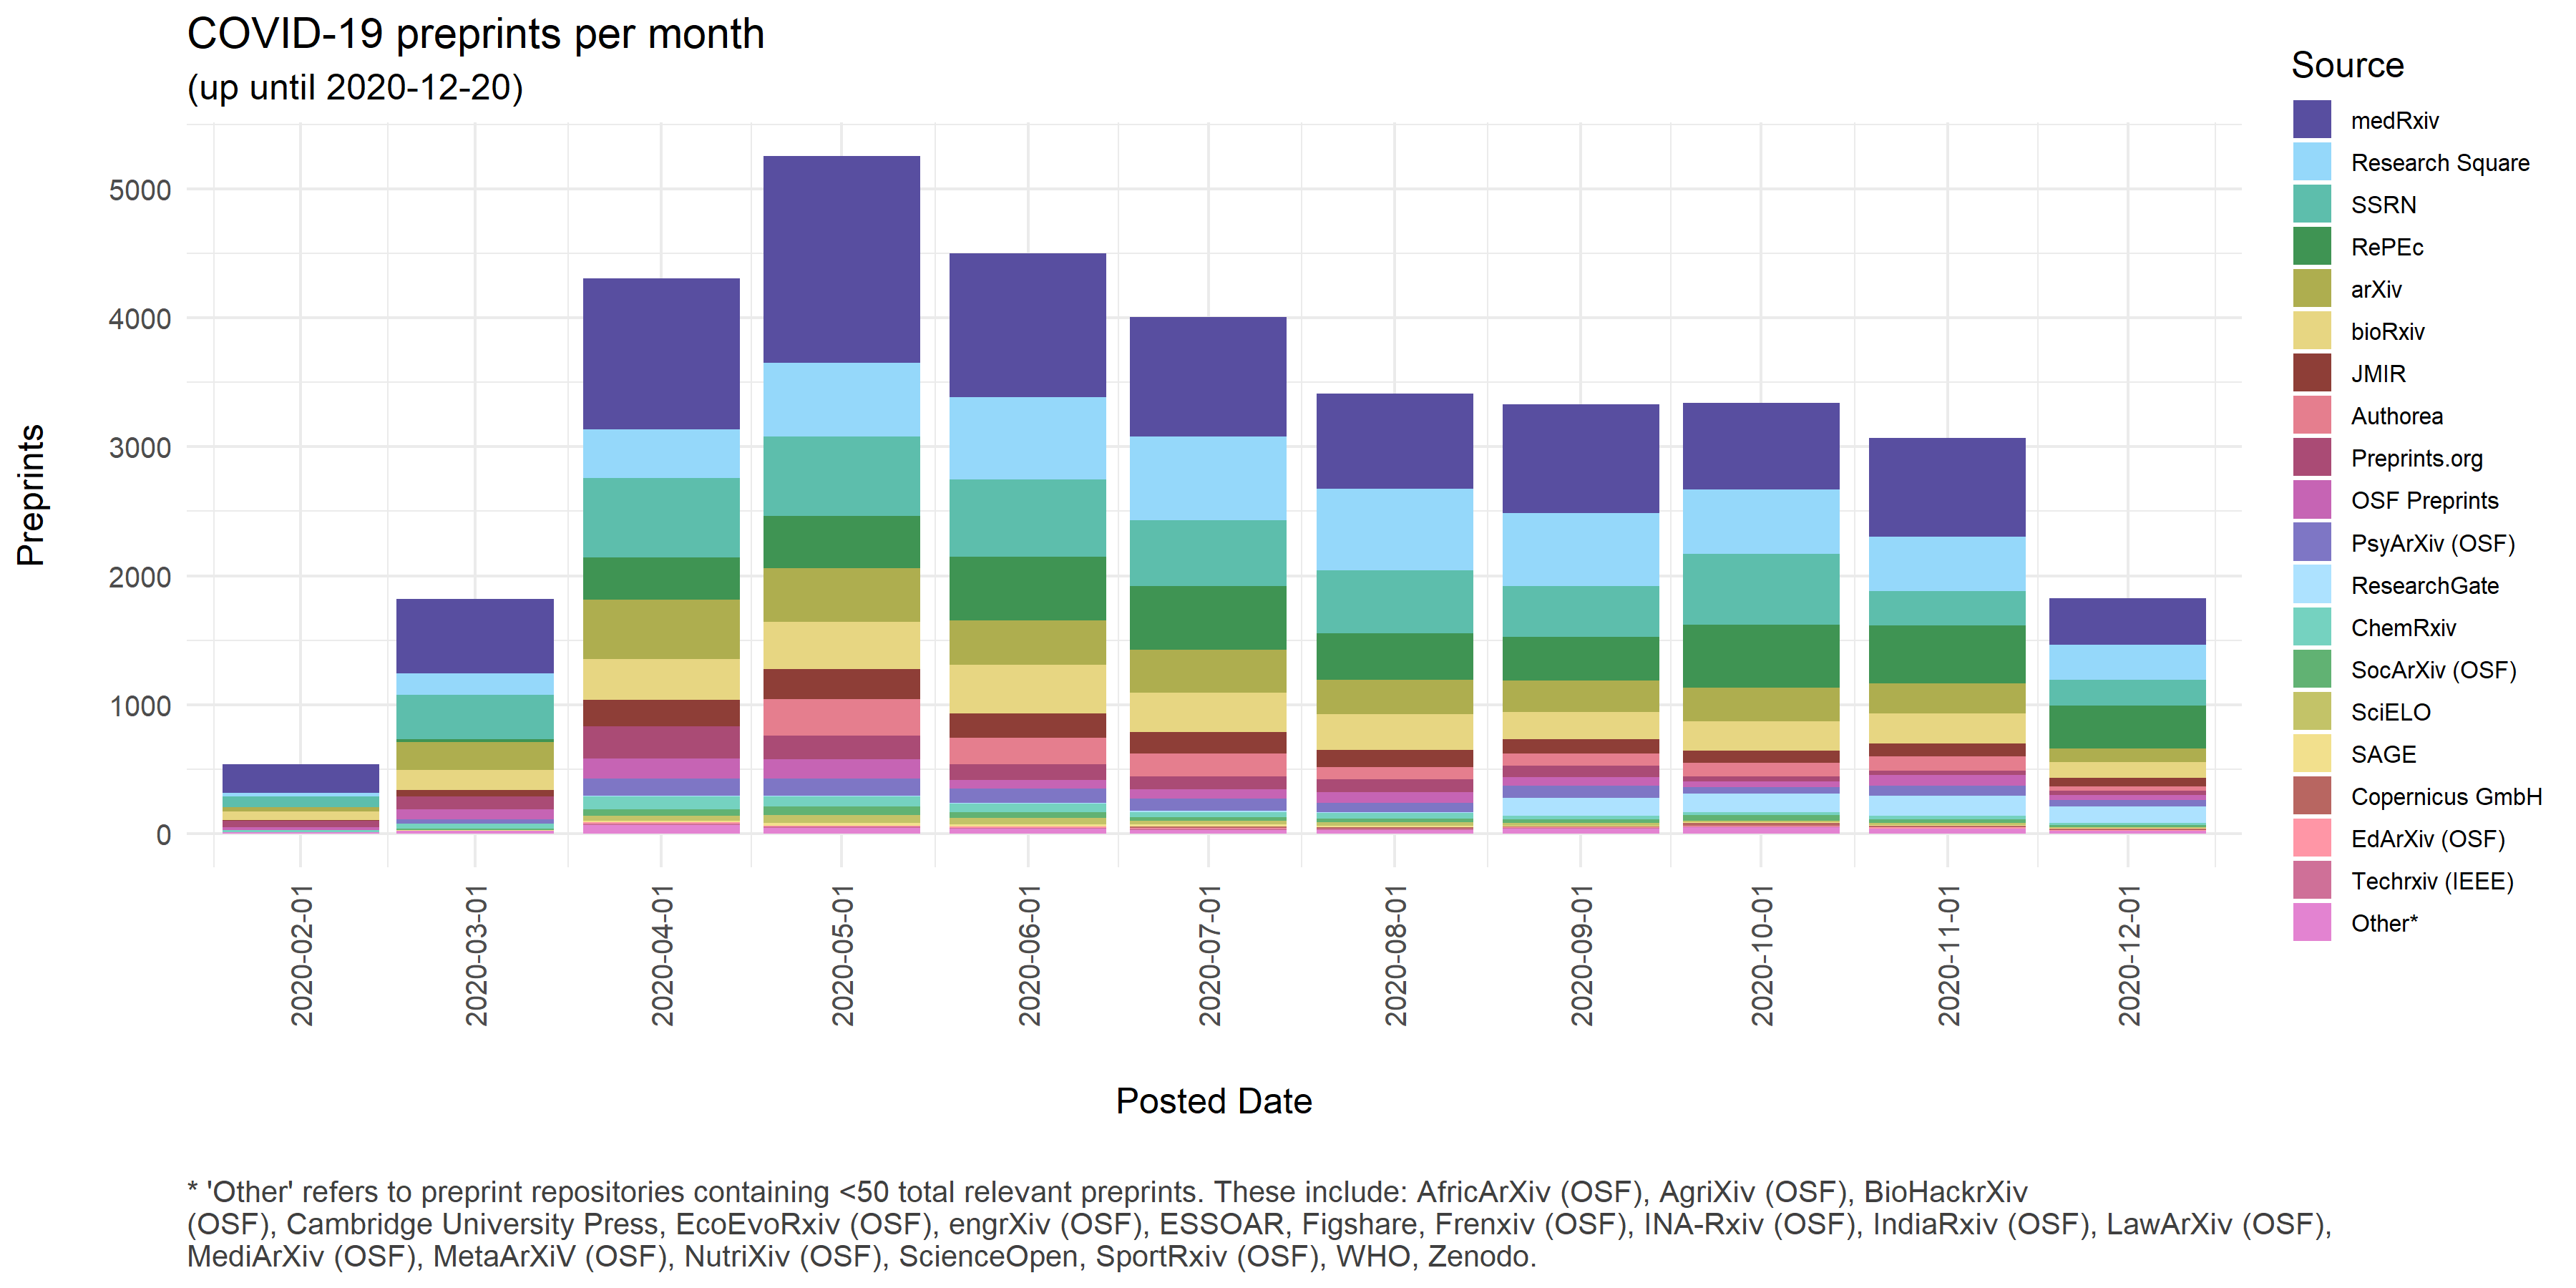 COVID-19 preprints per month
(up until 2020-12-20)
Preprints
5000
4000
3000
2000
1000
0
2020-02-01
2020-03-01
2020-04-01
2020-05-01
2020-06-01
2020-07-01
2020-08-01
2020-09-01
2020-10-01
2020-11-01
2020-12-01
Posted Date
Source
medRxiv
Research Square
SSRN
RePEc
arXiv
bioRxiv
JMIR
Authorea
Preprints.org
OSF Preprints
PsyArXiv (OSF)
ResearchGate
ChemRxiv
SocArXiv (OSF)
SciELO
SAGE
Copernicus GmbH
EdArXiv (OSF)
Techrxiv (IEEE)
Other*
* 'Other' refers to preprint repositories containing <50 total relevant preprints. These include: AfricArXiv (OSF), AgriXiv (OSF), BioHackrXiv
(OSF), Cambridge University Press, EcoEvoRxiv (OSF), engrXiv (OSF), ESSOAR, Figshare, Frenxiv (OSF), INA-Rxiv (OSF), IndiaRxiv (OSF), LawArXiv (OSF),
MediArXiv (OSF), MetaArXiV (OSF), NutriXiv (OSF), ScienceOpen, SportRxiv (OSF), WHO, Zenodo.